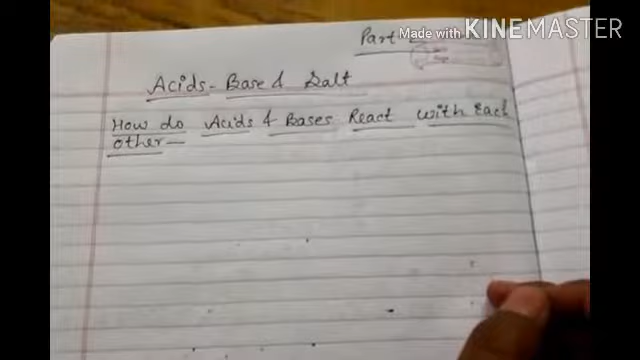 Made with KINEMASTER
Part
Acids - Base & Salt
How do Acids & Bases React with Each
other —